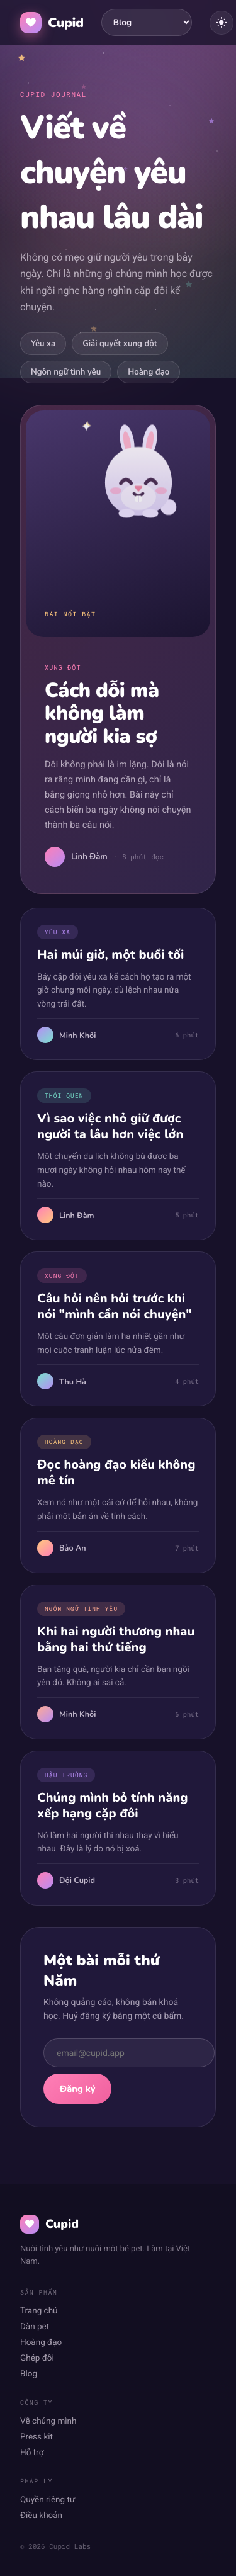 Cupid
Blog
CUPID JOURNAL
Viết về
chuyện yêu
nhau lâu dài
Không có mẹo giữ người yêu trong bảy
ngày. Chỉ là những gì chúng mình học được
khi ngồi nghe hàng nghìn cặp đôi kể
chuyện.
Yêu xa
Giải quyết xung đột
Ngôn ngữ tình yêu
Hoàng đạo
BÀI NỔI BẬT
XUNG ĐỘT
Cách dỗi mà
không làm
người kia sợ
Dỗi không phải là im lặng. Dỗi là nói
ra rằng mình đang cần gì, chỉ là
bằng giọng nhỏ hơn. Bài này chỉ
cách biến ba ngày không nói chuyện
thành ba câu nói.
Linh Đàm · 8 phút đọc
YÊU XA
Hai múi giờ, một buổi tối
Bảy cặp đôi yêu xa kể cách họ tạo ra một
giờ chung mỗi ngày, dù lệch nhau nửa
vòng trái đất.
Minh Khôi
6 phút
THÓI QUEN
Vì sao việc nhỏ giữ được
người ta lâu hơn việc lớn
Một chuyến du lịch không bù được ba
mươi ngày không hỏi nhau hôm nay thế
nào.
Linh Đàm
5 phút
XUNG ĐỘT
Câu hỏi nên hỏi trước khi
nói "mình cần nói chuyện"
Một câu đơn giản làm hạ nhiệt gần như
mọi cuộc tranh luận lúc nửa đêm.
Thu Hà
4 phút
HOÀNG ĐẠO
Đọc hoàng đạo kiểu không
mê tín
Xem nó như một cái cớ để hỏi nhau, không
phải một bản án về tính cách.
Bảo An
7 phút
NGÔN NGỮ TÌNH YÊU
Khi hai người thương nhau
bằng hai thứ tiếng
Bạn tặng quà, người kia chỉ cần bạn ngồi
yên đó. Không ai sai cả.
Minh Khôi
6 phút
HẬU TRƯỜNG
Chúng mình bỏ tính năng
xếp hạng cặp đôi
Nó làm hai người thi nhau thay vì hiểu
nhau. Đây là lý do nó bị xoá.
Đội Cupid
3 phút
Một bài mỗi thứ
Năm
Không quảng cáo, không bán khoá
học. Huỷ đăng ký bằng một cú bấm.
email@cupid.app
Đăng ký
Cupid
Nuôi tình yêu như nuôi một bé pet. Làm tại Việt
Nam.
SẢN PHẨM
Trang chủ
Dàn pet
Hoàng đạo
Ghép đôi
Blog
CÔNG TY
Về chúng mình
Press kit
Hỗ trợ
PHÁP LÝ
Quyền riêng tư
Điều khoản
© 2026 Cupid Labs